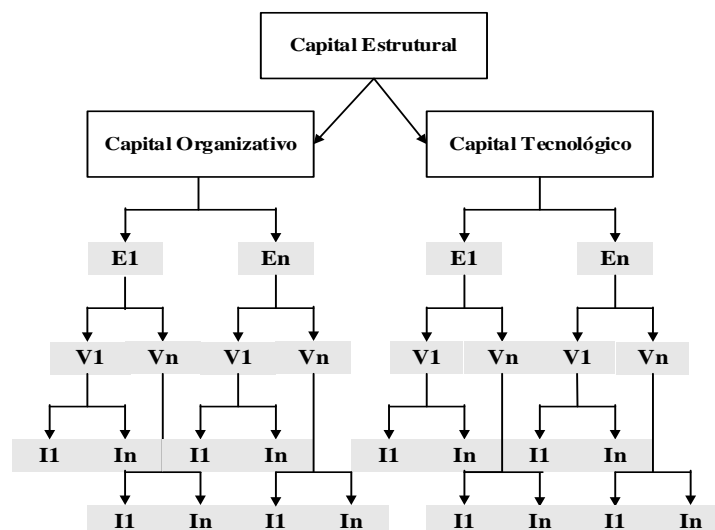 Capital Estrutural
Capital Organizativo
Capital Tecnológico
E1
En
E1
En
V1
Vn
V1
Vn
V1
Vn
V1
Vn
I1
In
I1
In
I1
In
I1
In
I1
In
I1
In
I1
In
I1
In